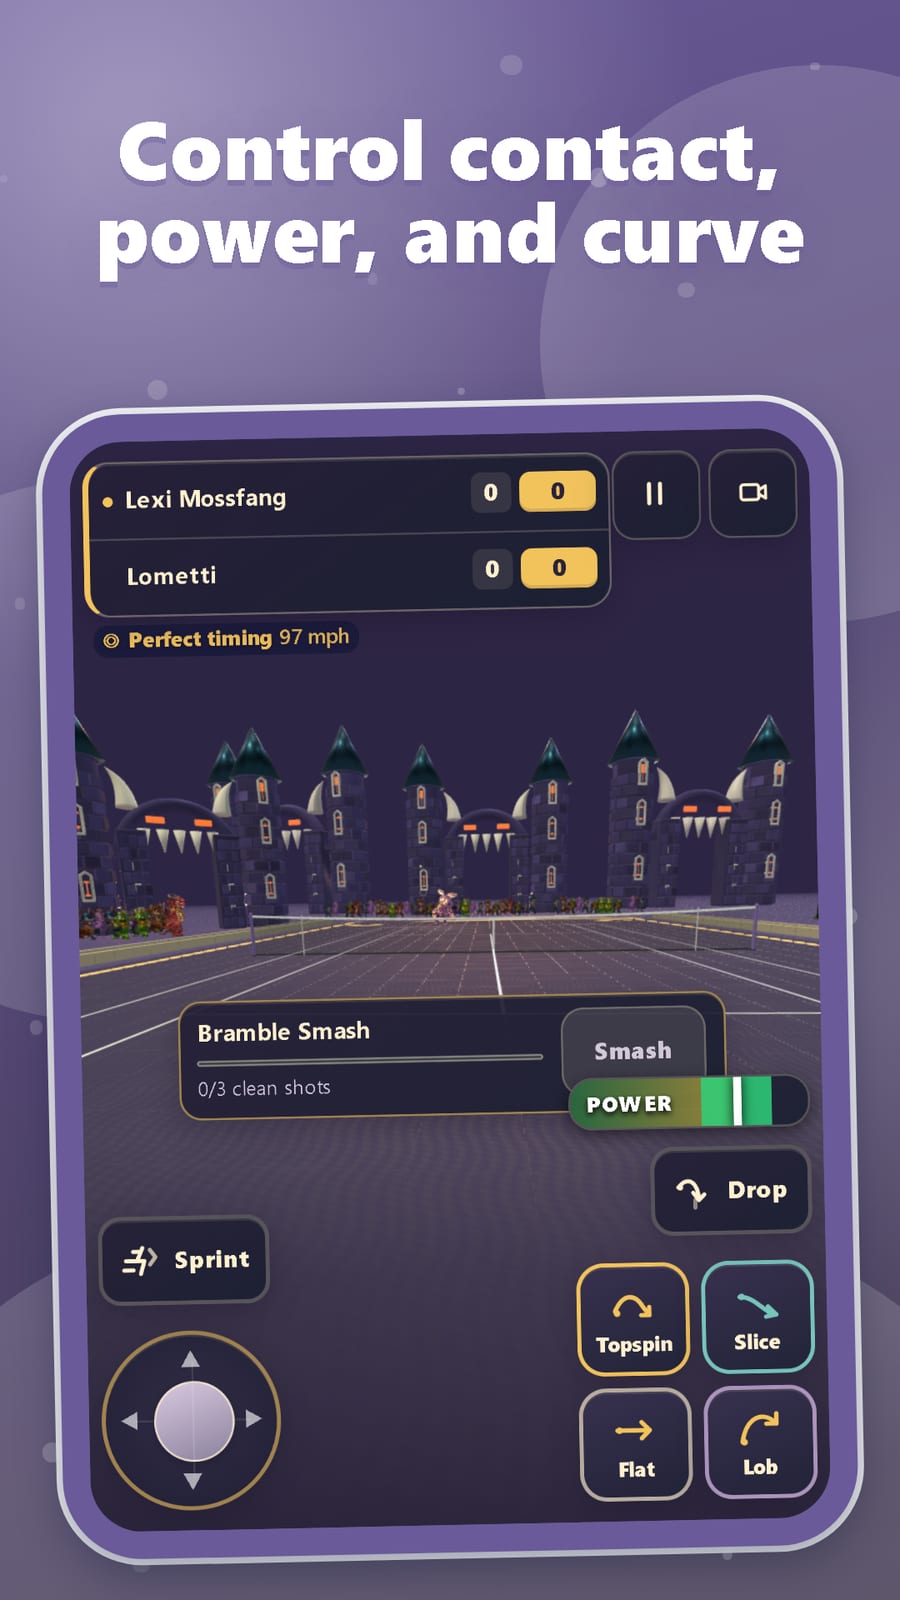 Control contact,
power, and curve
Lexi Mossfang 0 0
Lometti 0 0
Perfect timing 97 mph
Bramble Smash
Smash
0/3 clean shots
POWER
Drop
Sprint
Topspin Slice
Flat Lob